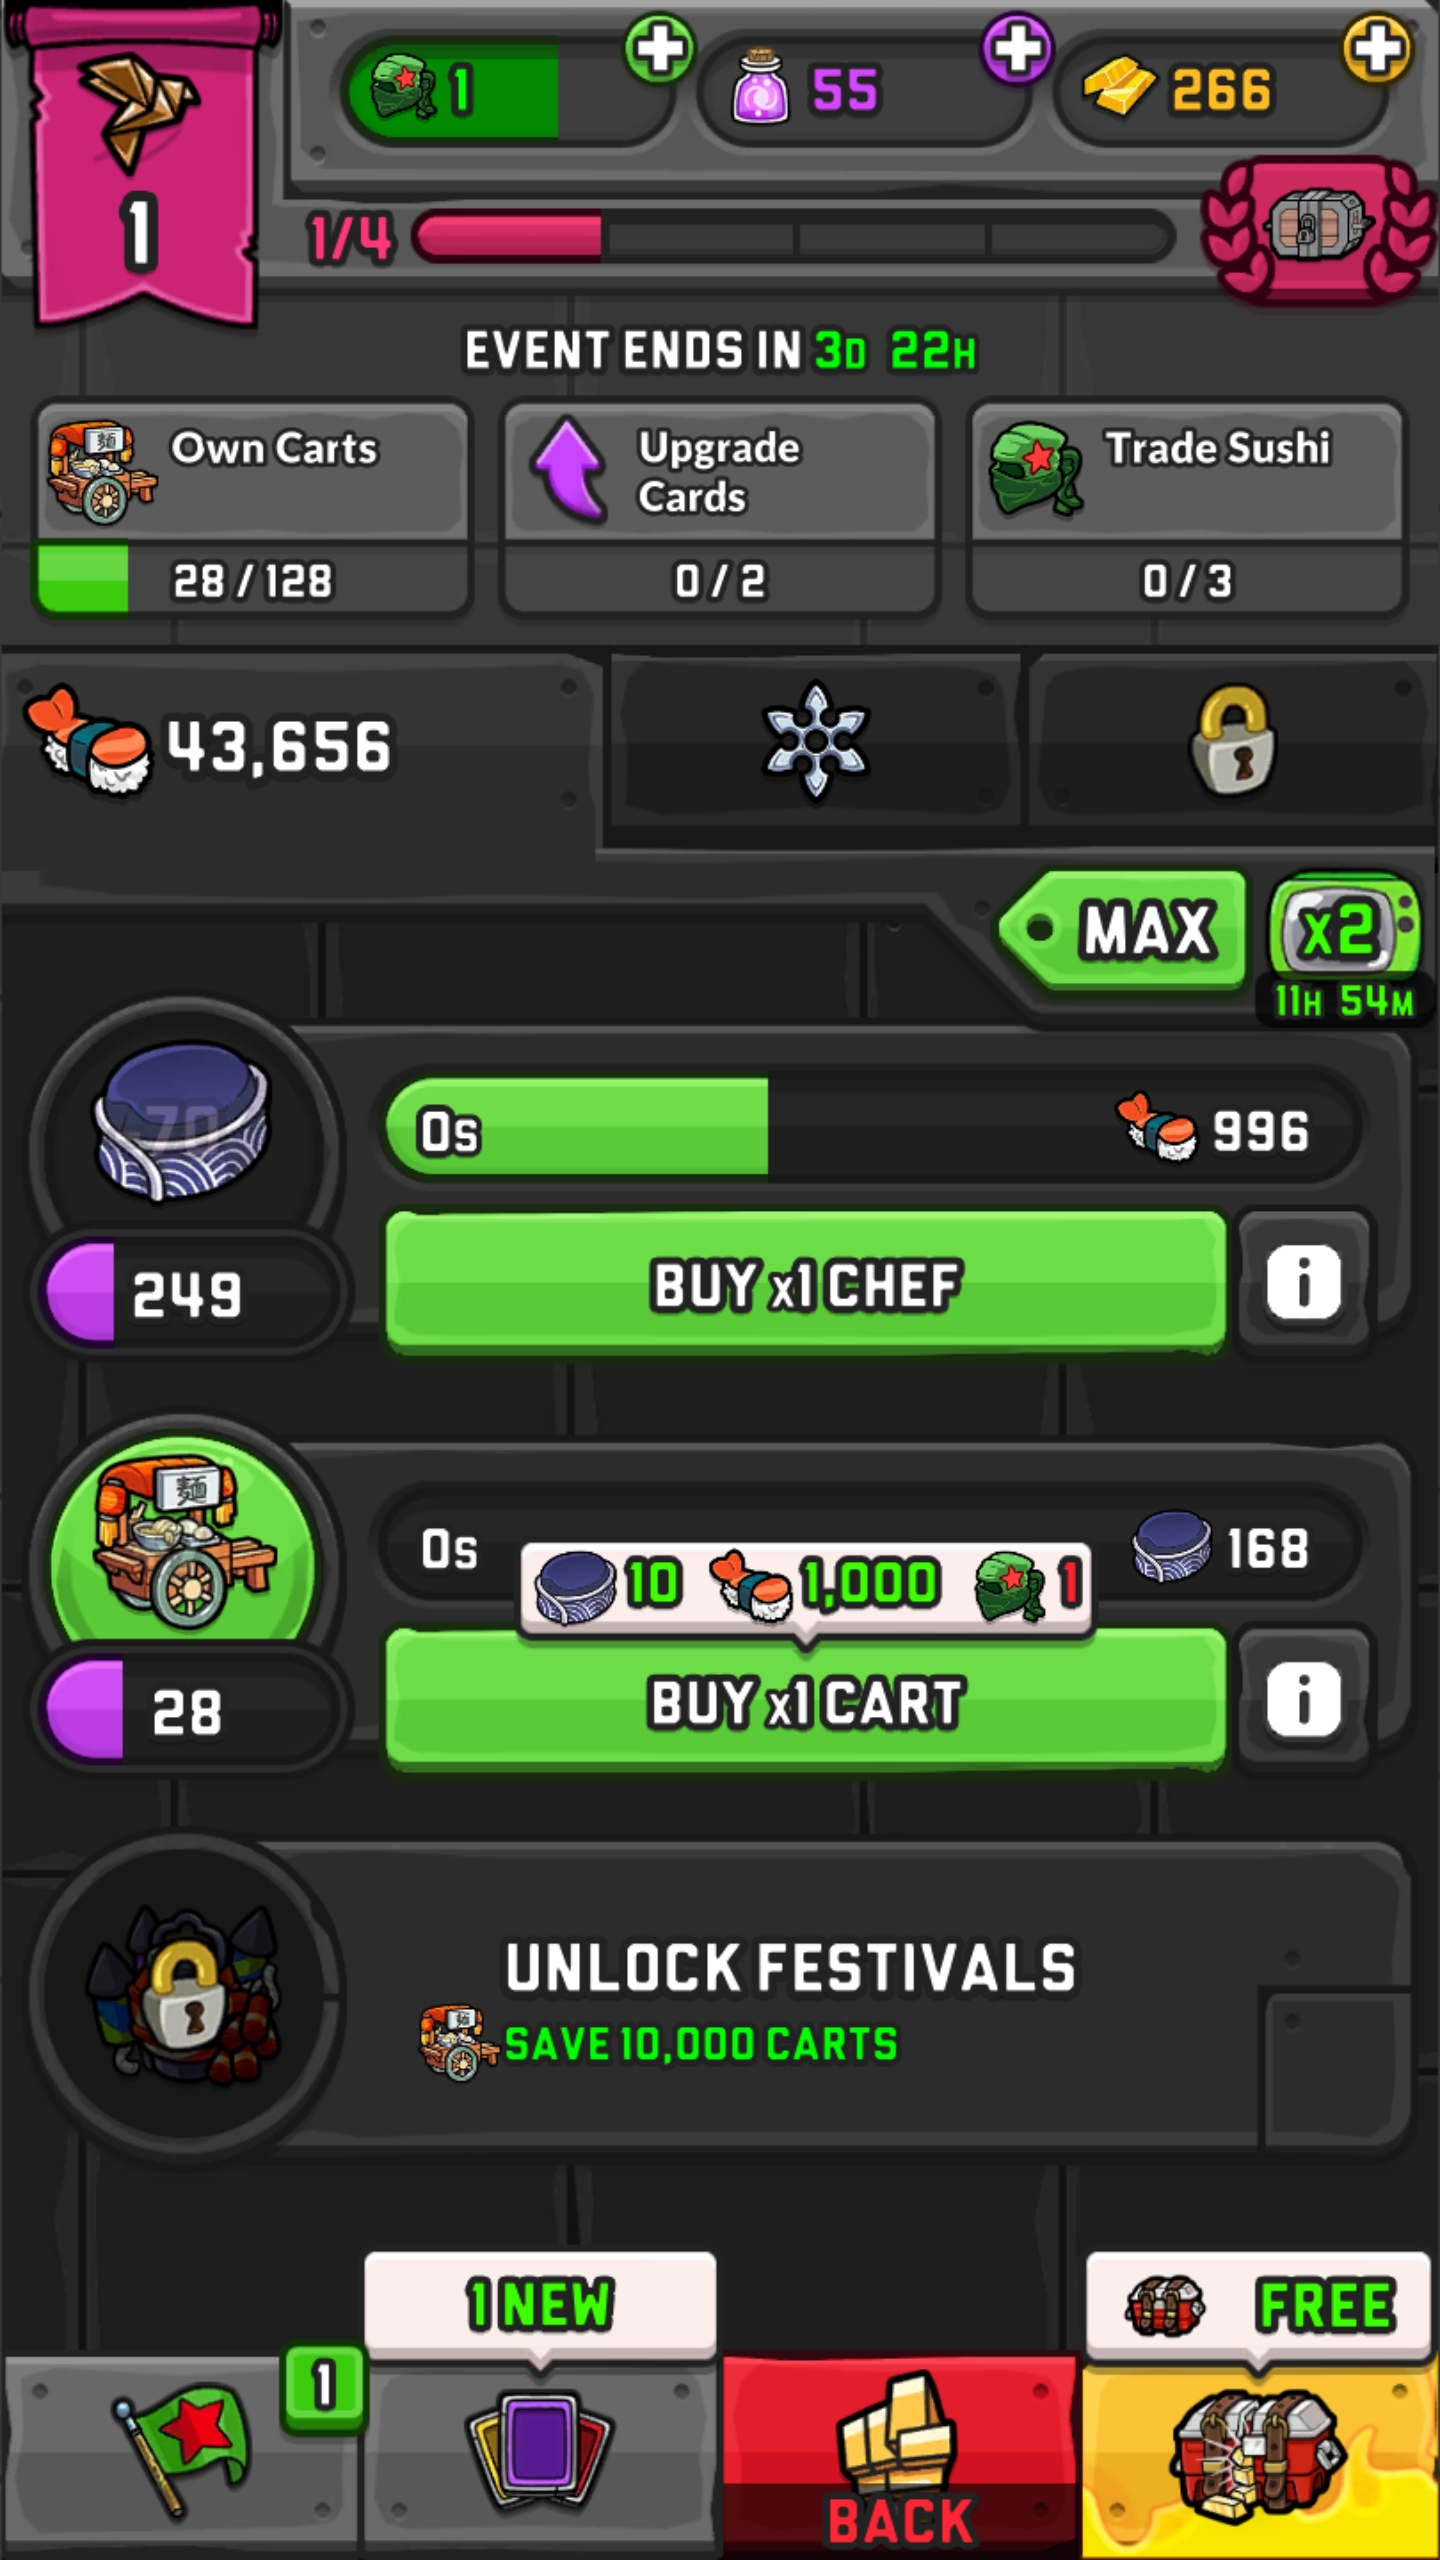 1
55
266
1
1/4
EVENT ENDS IN 3D 22H
Own Carts
28 / 128
Upgrade
Cards
0 / 2
Trade Sushi
0 / 3
43,656
MAX
x2
11H 54M
-70
0s
996
249
BUY x1 CHEF
i
麺
0s
168
10
1,000
1
28
BUY x1 CART
i
UNLOCK FESTIVALS
SAVE 10,000 CARTS
1 NEW
FREE
1
BACK